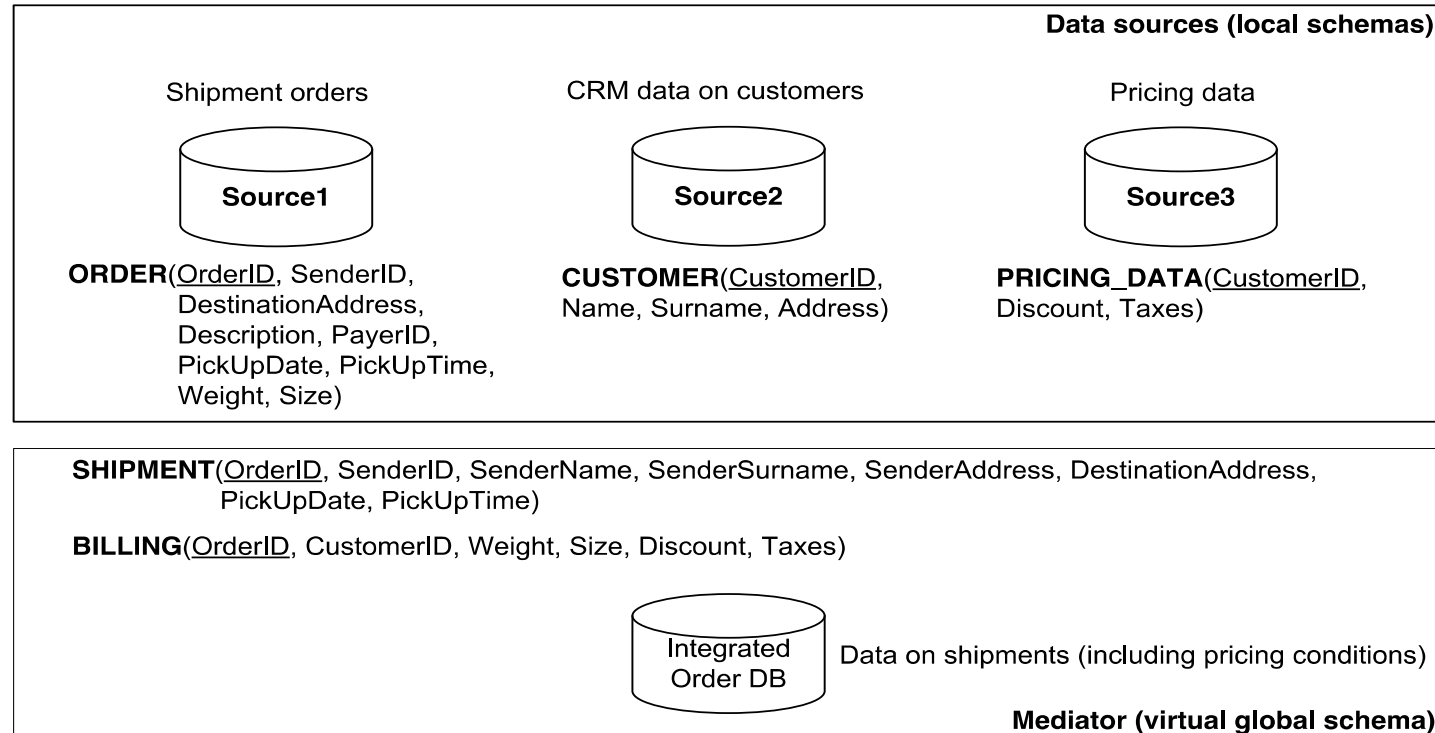 Data sources (local schemas)
Shipment orders
CRM data on customers
Pricing data
Source1
Source2
Source3
ORDER(OrderID, SenderID,
DestinationAddress,
Description, PayerID,
PickUpDate, PickUpTime,
Weight, Size)
CUSTOMER(CustomerID,
Name, Surname, Address)
PRICING_DATA(CustomerID,
Discount, Taxes)
SHIPMENT(OrderID, SenderID, SenderName, SenderSurname, SenderAddress, DestinationAddress,
PickUpDate, PickUpTime)
BILLING(OrderID, CustomerID, Weight, Size, Discount, Taxes)
Integrated
Order DB
Data on shipments (including pricing conditions)
Mediator (virtual global schema)